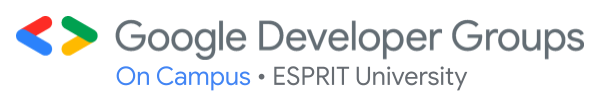 Google Developer Groups
On Campus • ESPRIT University